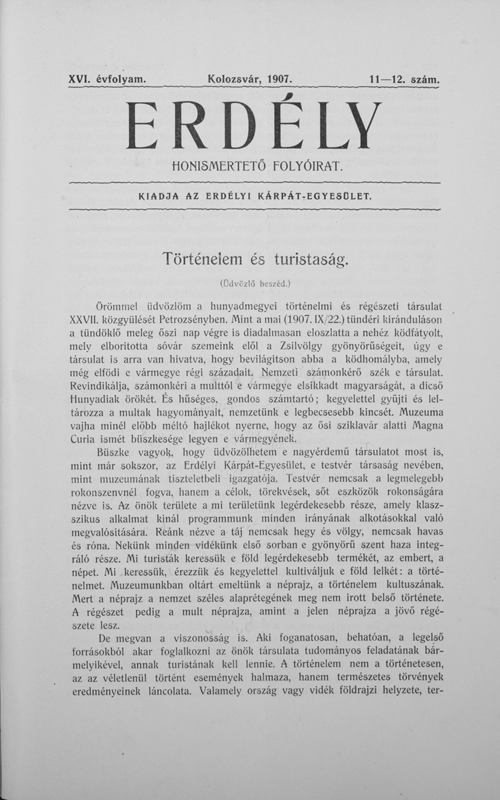 XVI. évfolyam. Kolozsvár, 1907. 11—12. szám.
ERDÉLY
HONISMERTETŐ FOLYÓIRAT.
KIADJA AZ ERDÉLYI KÁRPÁT-EGYESÜLET.
Történelem és turistaság.
(Üdvözlő beszéd.)
Örömmel üdvözlöm a hunyadmegyei történelmi és régészeti társulat
XXVII. közgyülését Petrozsényben. Mint a mai (1907. IX/22.) tündéri kiránduláson
a tündöklő meleg őszi nap végre is diadalmasan eloszlatta a nehéz ködfátyolt,
mely elboritotta sóvár szemeink elől a Zsilvölgy gyönyörűségeit, úgy e
társulat is arra van hivatva, hogy bevilágitson abba a ködhomályba, amely
még elfödi e vármegye régi századait. Nemzeti számonkérő szék e társulat.
Revindikálja, számonkéri a multtól e vármegye elsikkadt magyarságát, a dicső
Hunyadiak örökét. És hűséges, gondos számtartó; kegyelettel gyűjti és lel-
tározza a multak hagyományait, nemzetünk e legbecsesebb kincsét. Muzeuma
vajha minél előbb méltó hajlékot nyerne, hogy az ősi sziklavár alatti Magna
Curia ismét büszkesége legyen e vármegyének.
Büszke vagyok, hogy üdvözölhetem e nagyérdemű társulatot most is,
mint már sokszor, az Erdélyi Kárpát-Egyesület, e testvér társaság nevében,
mint muzeumának tiszteletbeli igazgatója. Testvér nemcsak a legmelegebb
rokonszenvnél fogva, hanem a célok, törekvések, sőt eszközök rokonságára
nézve is. Az önök területe a mi területünk legérdekesebb része, amely klasz-
szikus alkalmat kinál programmunk minden irányának alkotásokkal való
megvalósitására. Reánk nézve a táj nemcsak hegy és völgy, nemcsak havas
és róna. Nekünk minden vidékünk első sorban e gyönyörű szent haza integ-
ráló része. Mi turisták keressük e föld legérdekesebb termékét, az embert, a
népet. Mi keressük, érezzük és kegyelettel kultiváljuk e föld lelkét: a törté-
nelmet. Muzeumunkban oltárt emeltünk a néprajz, a történelem kultuszának.
Mert a néprajz a nemzet széles alaprétegének meg nem irott belső története.
A régészet pedig a mult néprajza, amint a jelen néprajza a jövő régé-
szete lesz.
De megvan a viszonosság is. Aki foganatosan, behatóan, a legelső
forrásokból akar foglalkozni az önök társulata tudományos feladatának bár-
melyikével, annak turistának kell lennie. A történelem nem a történetesen,
az az véletlenül történt események halmaza, hanem természetes törvények
eredményeinek láncolata. Valamely ország vagy vidék földrajzi helyzete, ter-